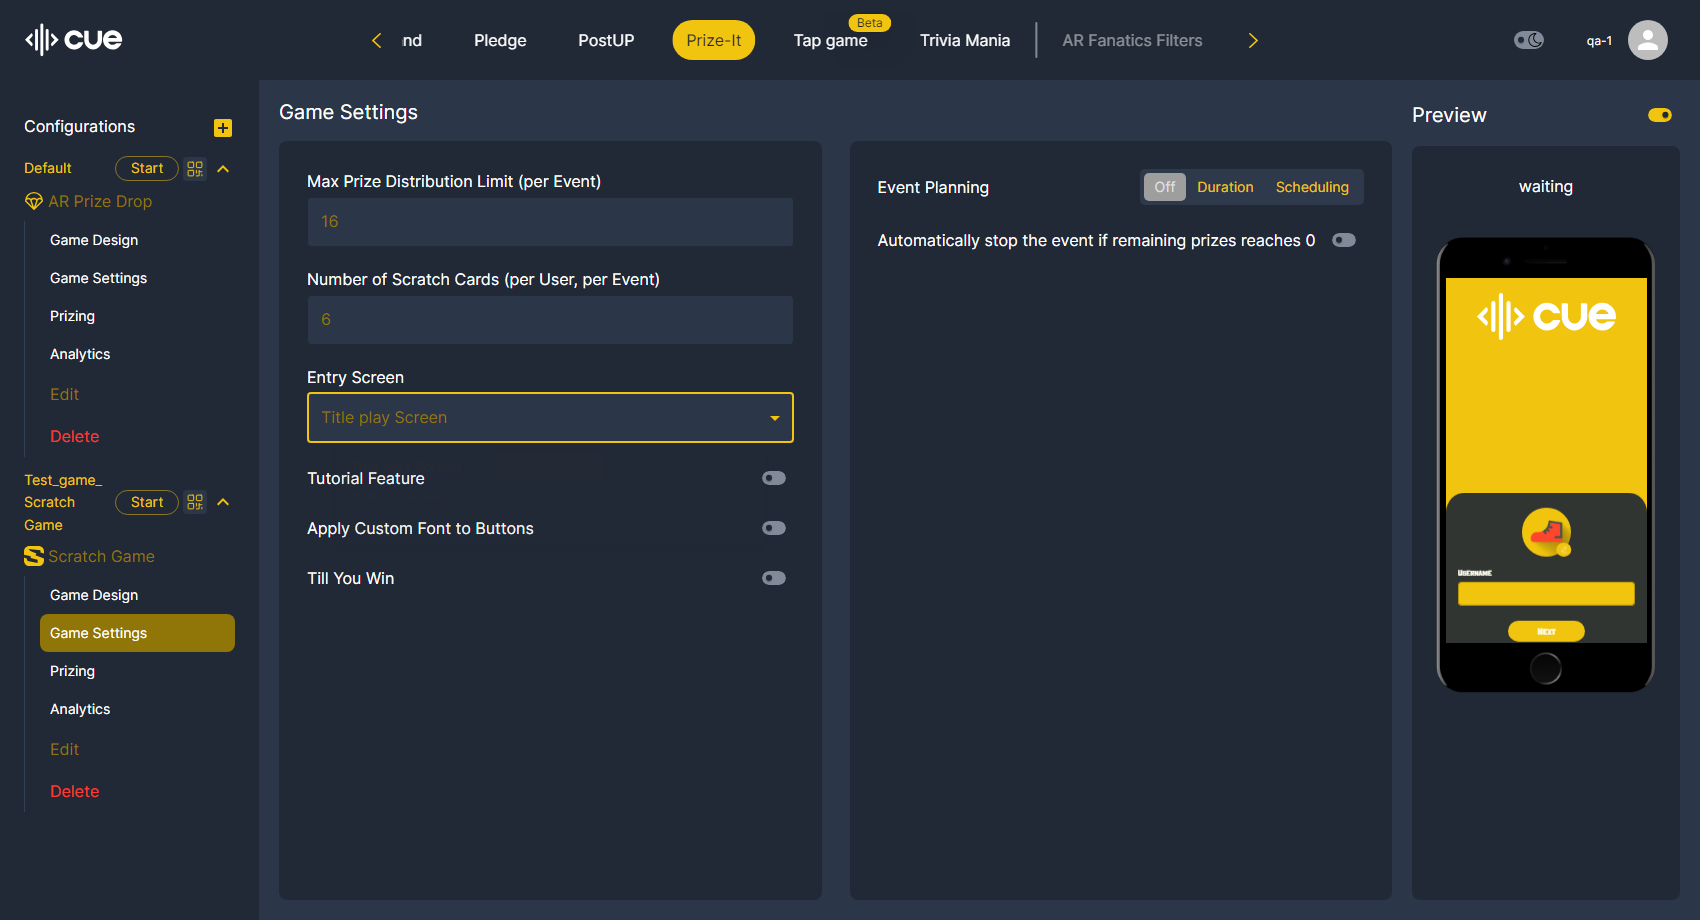 cue
nd
Pledge
PostUP
Prize-It
Beta
Tap game
Trivia Mania
AR Fanatics Filters
qa-1
Configurations
Default
Start
AR Prize Drop
Game Design
Game Settings
Prizing
Analytics
Edit
Delete
Test_game_
Scratch
Game
Start
Scratch Game
Game Design
Game Settings
Prizing
Analytics
Edit
Delete
Game Settings
Max Prize Distribution Limit (per Event)
16
Number of Scratch Cards (per User, per Event)
6
Entry Screen
Title play Screen
Tutorial Feature
Apply Custom Font to Buttons
Till You Win
Event Planning
Off
Duration
Scheduling
Automatically stop the event if remaining prizes reaches 0
Preview
waiting
cue
Username
Next